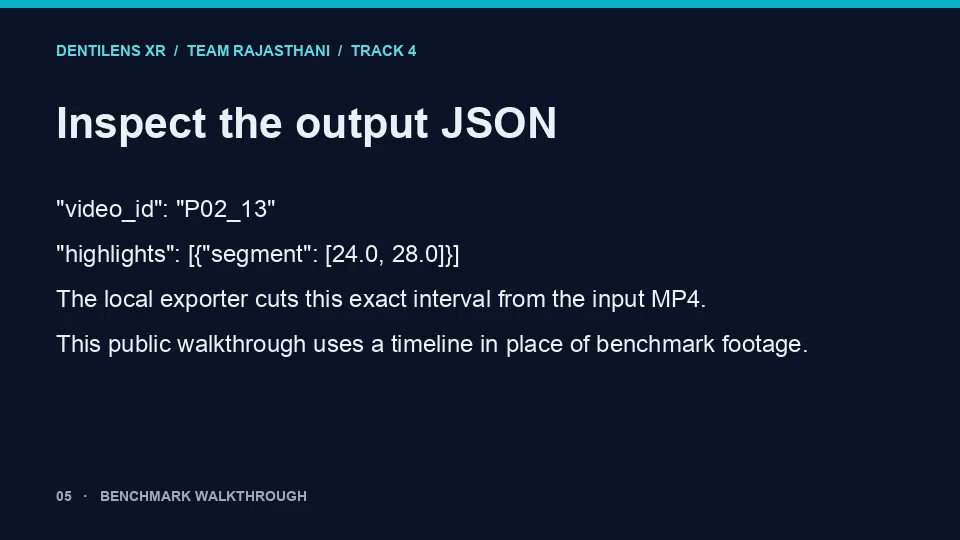 DENTILENS XR / TEAM RAJASTHANI / TRACK 4
Inspect the output JSON
"video_id": "P02_13"
"highlights": [{"segment": [24.0, 28.0]}]
The local exporter cuts this exact interval from the input MP4.
This public walkthrough uses a timeline in place of benchmark footage.
05 · BENCHMARK WALKTHROUGH